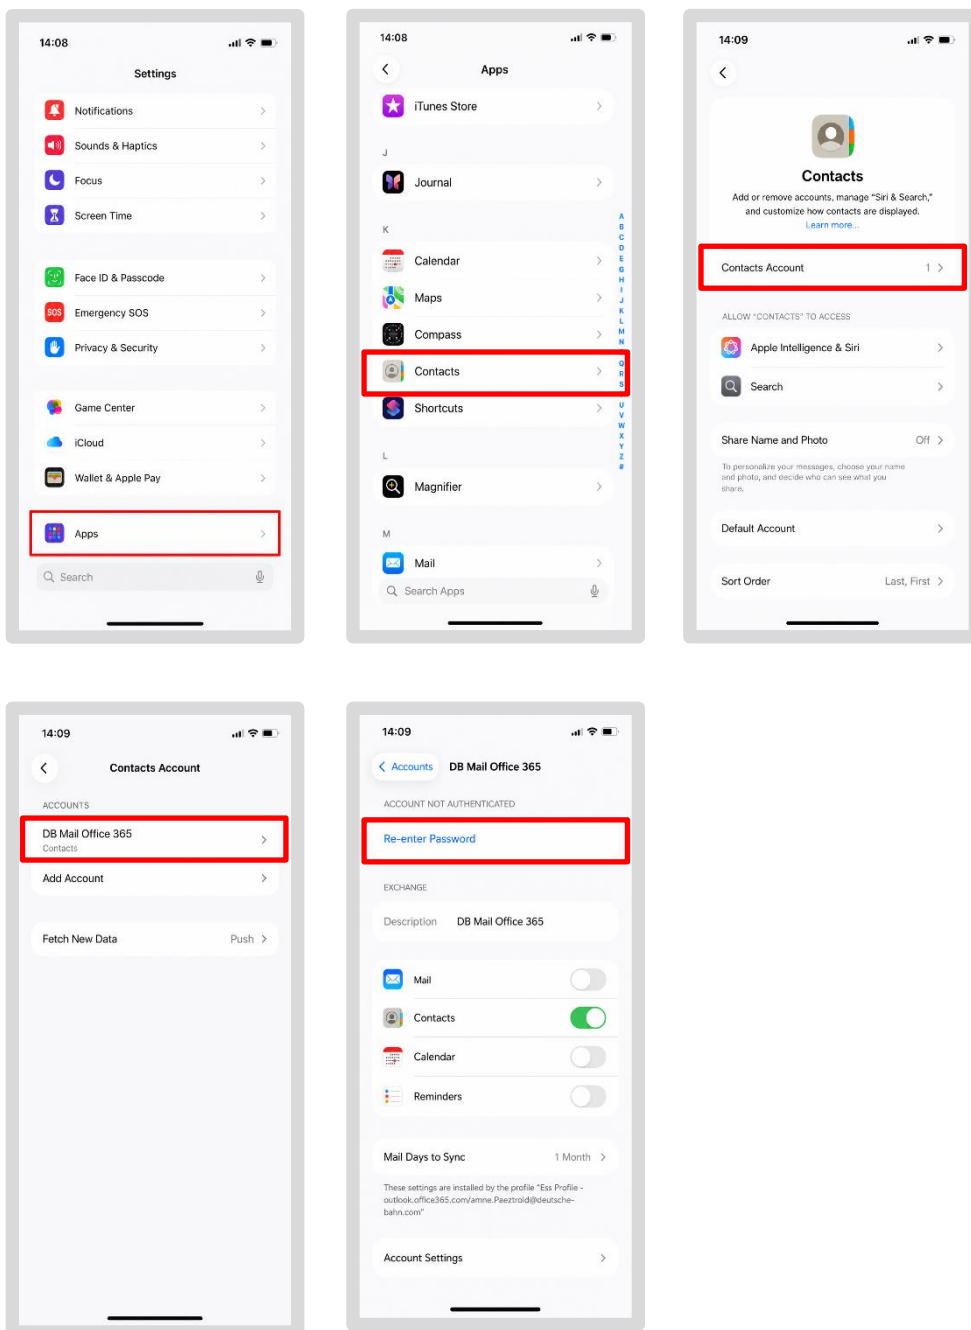 14:08
Settings
Notifications
Sounds & Haptics
Focus
Screen Time
Face ID & Passcode
SOS
Emergency SOS
Privacy & Security
Game Center
iCloud
Wallet & Apple Pay
Apps
Search
14:08
Apps
iTunes Store
J
Journal
K
Calendar
Maps
Compass
Contacts
Shortcuts
L
Magnifier
M
Mail
Search Apps
A
B
C
D
E
G
H
I
J
K
L
M
N
Q
R
S
U
V
W
X
Y
Z
#
14:09
Contacts
Add or remove accounts, manage "Siri & Search,"
and customize how contacts are displayed.
Learn more...
Contacts Account 1
ALLOW "CONTACTS" TO ACCESS
Apple Intelligence & Siri
Search
Share Name and Photo Off
To personalize your messages, choose your name
and photo, and decide who can see what you
share.
Default Account
Sort Order Last, First
14:09
Contacts Account
ACCOUNTS
DB Mail Office 365
Contacts
Add Account
Fetch New Data Push
14:09
Accounts DB Mail Office 365
ACCOUNT NOT AUTHENTICATED
Re-enter Password
EXCHANGE
Description DB Mail Office 365
Mail
Contacts
Calendar
Reminders
Mail Days to Sync 1 Month
These settings are installed by the profile "Ess Profile -
outlook.office365.com/amne.Paeztrold@deutsche-
bahn.com"
Account Settings